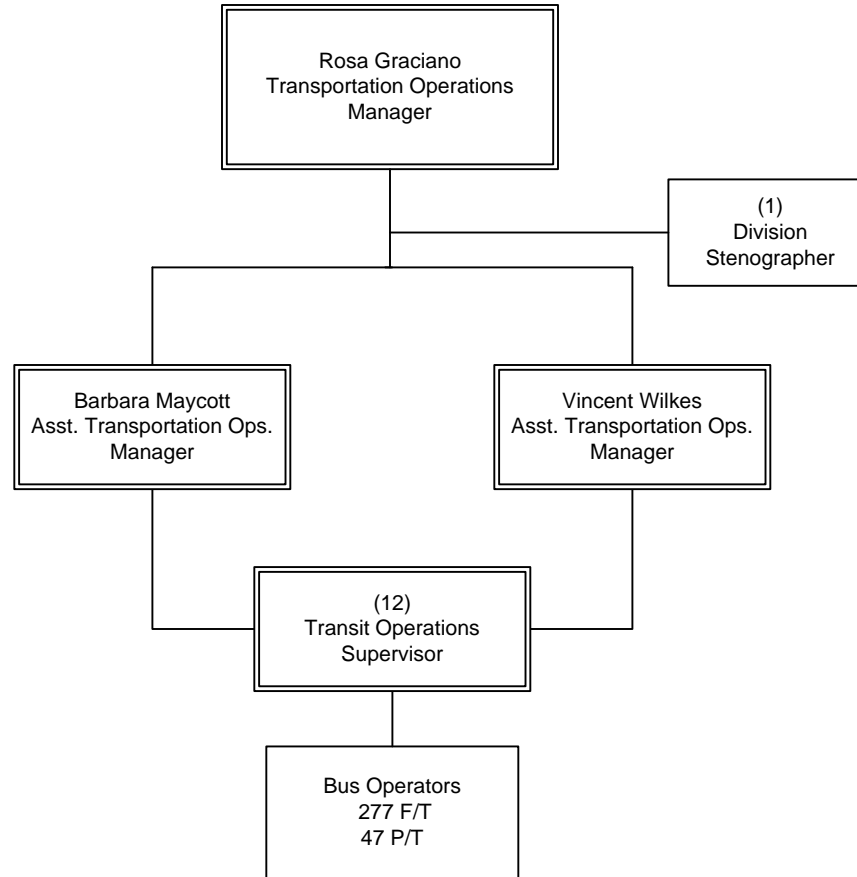 Rosa Graciano
Transportation Operations
Manager
(1)
Division
Stenographer
Barbara Maycott
Asst. Transportation Ops.
Manager
Vincent Wilkes
Asst. Transportation Ops.
Manager
(12)
Transit Operations
Supervisor
Bus Operators
277 F/T
47 P/T